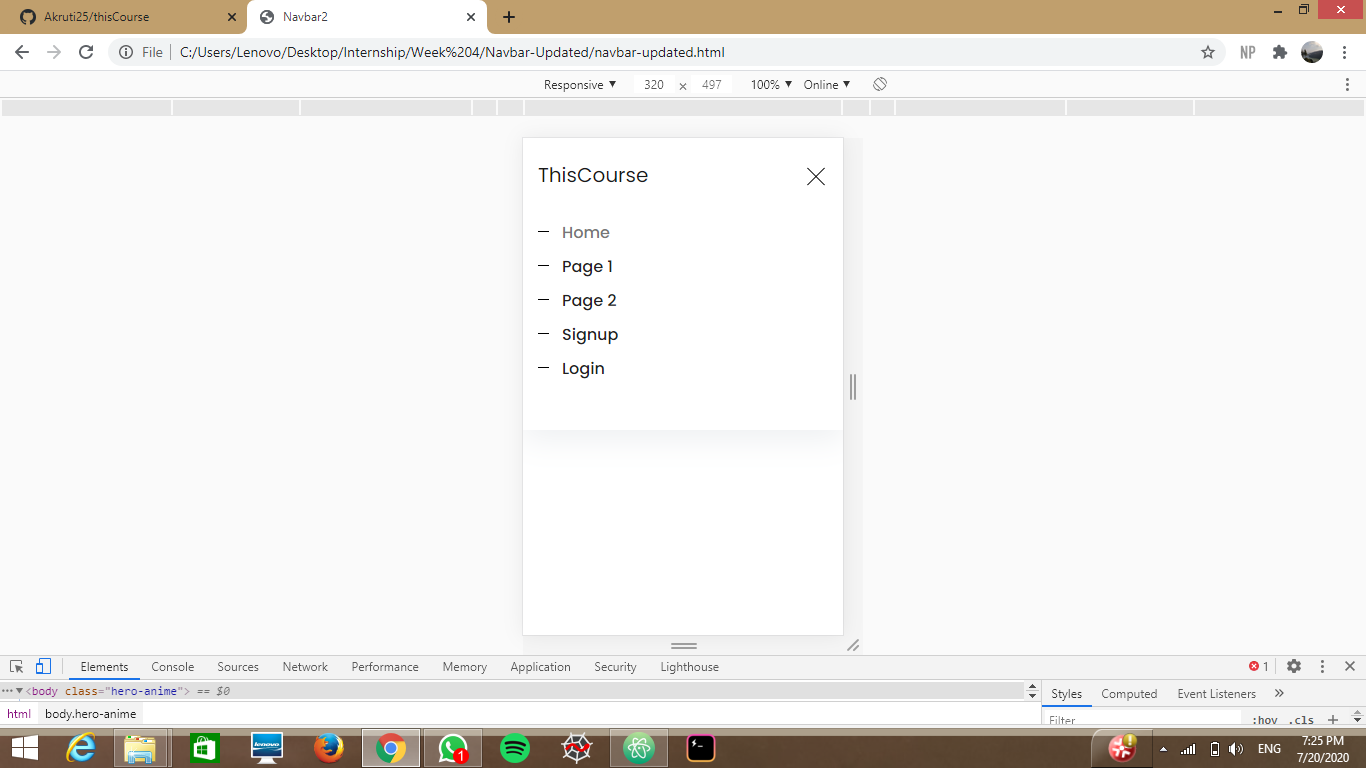 Akruti25/thisCourse
Navbar2
File
C:/Users/Lenovo/Desktop/Internship/Week%204/Navbar-Updated/navbar-updated.html
NP
Responsive 320 × 497 100% Online
ThisCourse
Home
Page 1
Page 2
Signup
Login
Elements Console Sources Network Performance Memory Application Security Lighthouse 1
<body class="hero-anime"> == $0
Styles Computed Event Listeners
html body.hero-anime
Filter :hov .cls
lenovo
1
ENG
7:25 PM
7/20/2020